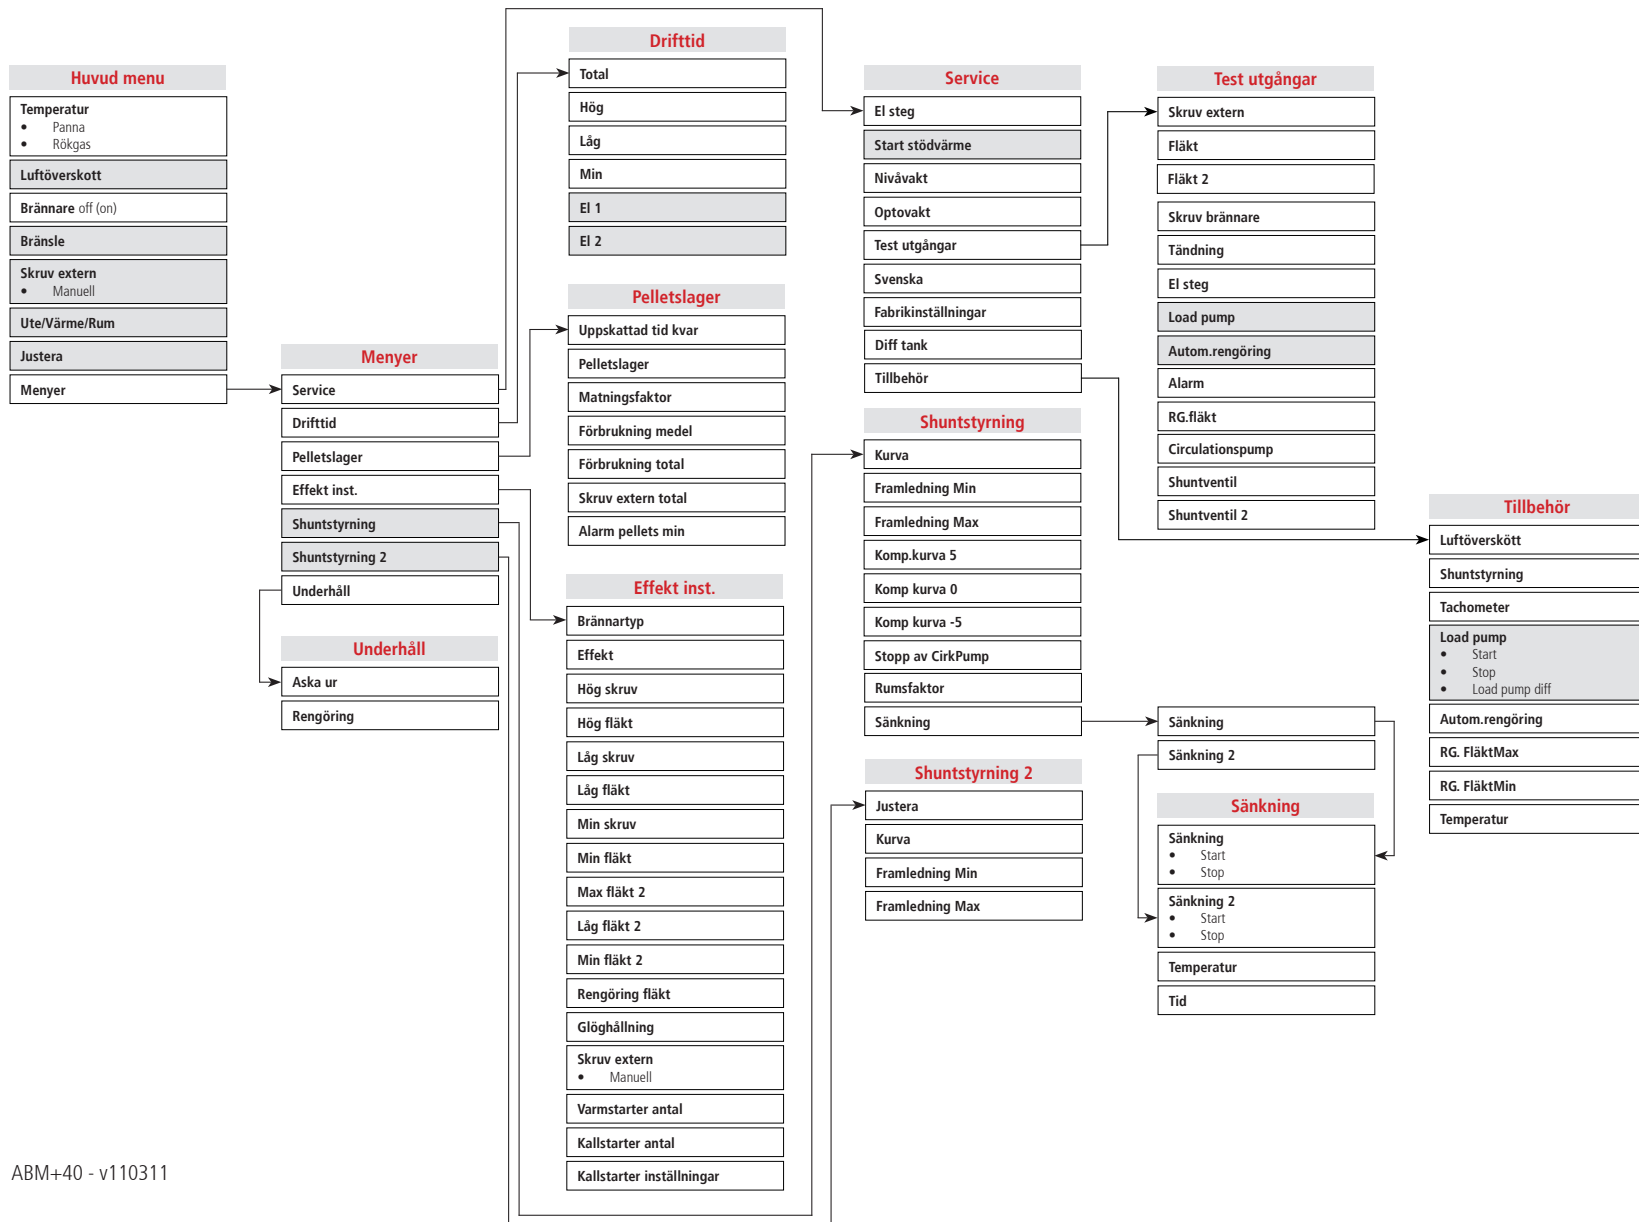 Huvud menu
Temperatur
• Panna
• Rökgas
Luftöverskott
Brännare off (on)
Bränsle
Skruv extern
• Manuell
Ute/Värme/Rum
Justera
Menyer
Menyer
Service
Drifttid
Pelletslager
Effekt inst.
Shuntstyrning
Shuntstyrning 2
Underhåll
Underhåll
Aska ur
Rengöring
Drifttid
Total
Hög
Låg
Min
El 1
El 2
Pelletslager
Uppskattad tid kvar
Pelletslager
Matningsfaktor
Förbrukning medel
Förbrukning total
Skruv extern total
Alarm pellets min
Effekt inst.
Brännartyp
Effekt
Hög skruv
Hög fläkt
Låg skruv
Låg fläkt
Min skruv
Min fläkt
Max fläkt 2
Låg fläkt 2
Min fläkt 2
Rengöring fläkt
Glöghållning
Skruv extern
• Manuell
Varmstarter antal
Kallstarter antal
Kallstarter inställningar
Service
El steg
Start stödvärme
Nivåvakt
Optovakt
Test utgångar
Svenska
Fabrikinställningar
Diff tank
Tillbehör
Shuntstyrning
Kurva
Framledning Min
Framledning Max
Komp.kurva 5
Komp kurva 0
Komp kurva -5
Stopp av CirkPump
Rumsfaktor
Sänkning
Shuntstyrning 2
Justera
Kurva
Framledning Min
Framledning Max
Test utgångar
Skruv extern
Fläkt
Fläkt 2
Skruv brännare
Tändning
El steg
Load pump
Autom.rengöring
Alarm
RG.fläkt
Circulationspump
Shuntventil
Shuntventil 2
Sänkning
Sänkning 2
Sänkning
Sänkning
• Start
• Stop
Sänkning 2
• Start
• Stop
Temperatur
Tid
Tillbehör
Luftöverskött
Shuntstyrning
Tachometer
Load pump
• Start
• Stop
• Load pump diff
Autom.rengöring
RG. FläktMax
RG. FläktMin
Temperatur
ABM+40 - v110311